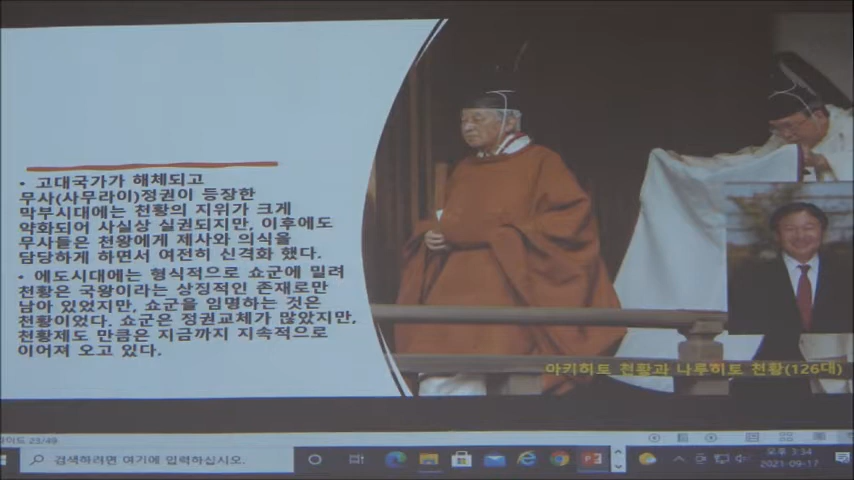 • 고대국가가 해체되고
무사(사무라이)정권이 등장한
막부시대에는 천황의 지위가 크게
약화되어 사실상 실권되지만, 이후에도
무사들은 천왕에게 제사와 의식을
담당하게 하면서 여전히 신격화 했다.
• 에도시대에는 형식적으로 쇼군에 밀려
천황은 국왕이라는 상징적인 존재로만
남아 있었지만, 쇼군을 임명하는 것은
천황이었다. 쇼군은 정권교체가 많았지만,
천황제도 만큼은 지금까지 지속적으로
이어져 오고 있다.
아키히토 천황과 나루히토 천황(126대)
23/49
검색하려면 여기에 입력하십시오.
오후 3:34
2021-09-17